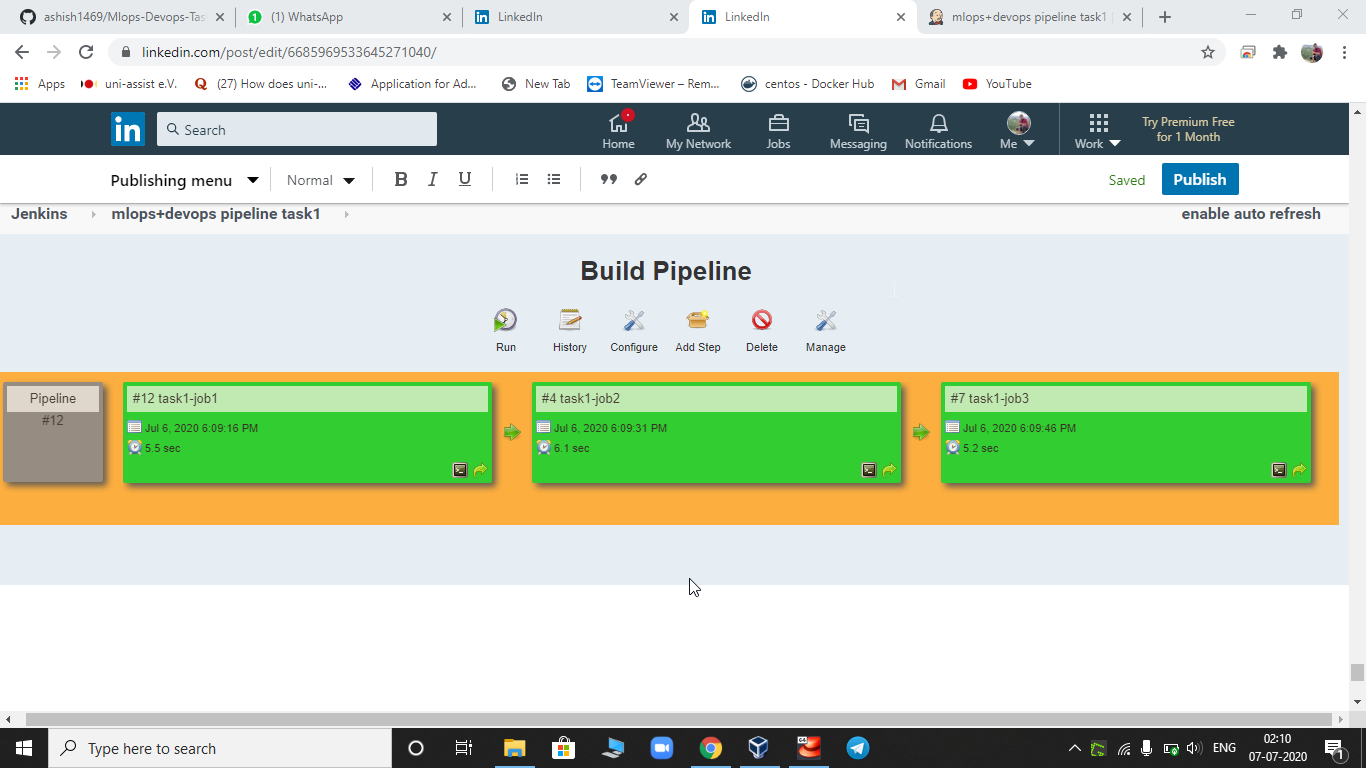 ashish1469/Mlops-Devops-Tas
(1) WhatsApp
LinkedIn
LinkedIn
mlops+devops pipeline task1
linkedin.com/post/edit/6685969533645271040/
Apps
uni-assist e.V.
(27) How does uni-...
Application for Ad...
New Tab
TeamViewer – Rem...
centos - Docker Hub
Gmail
YouTube
in
Search
Home
My Network
Jobs
Messaging
Notifications
Me
Work
Try Premium Free
for 1 Month
Publishing menu
Normal
B I U
Saved
Publish
Jenkins
mlops+devops pipeline task1
enable auto refresh
Build Pipeline
Run
History
Configure
Add Step
Delete
Manage
Pipeline
#12
#12 task1-job1
Jul 6, 2020 6:09:16 PM
5.5 sec
#4 task1-job2
Jul 6, 2020 6:09:31 PM
6.1 sec
#7 task1-job3
Jul 6, 2020 6:09:46 PM
5.2 sec
Type here to search
ENG
02:10
07-07-2020
1